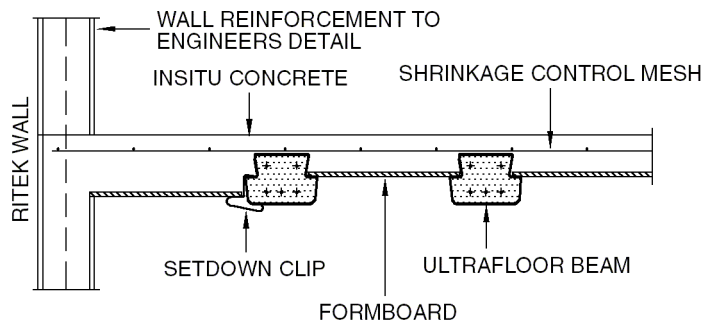 WALL REINFORCEMENT TO
ENGINEERS DETAIL
INSITU CONCRETE
SHRINKAGE CONTROL MESH
RITEK WALL
SETDOWN CLIP
ULTRAFLOOR BEAM
FORMBOARD